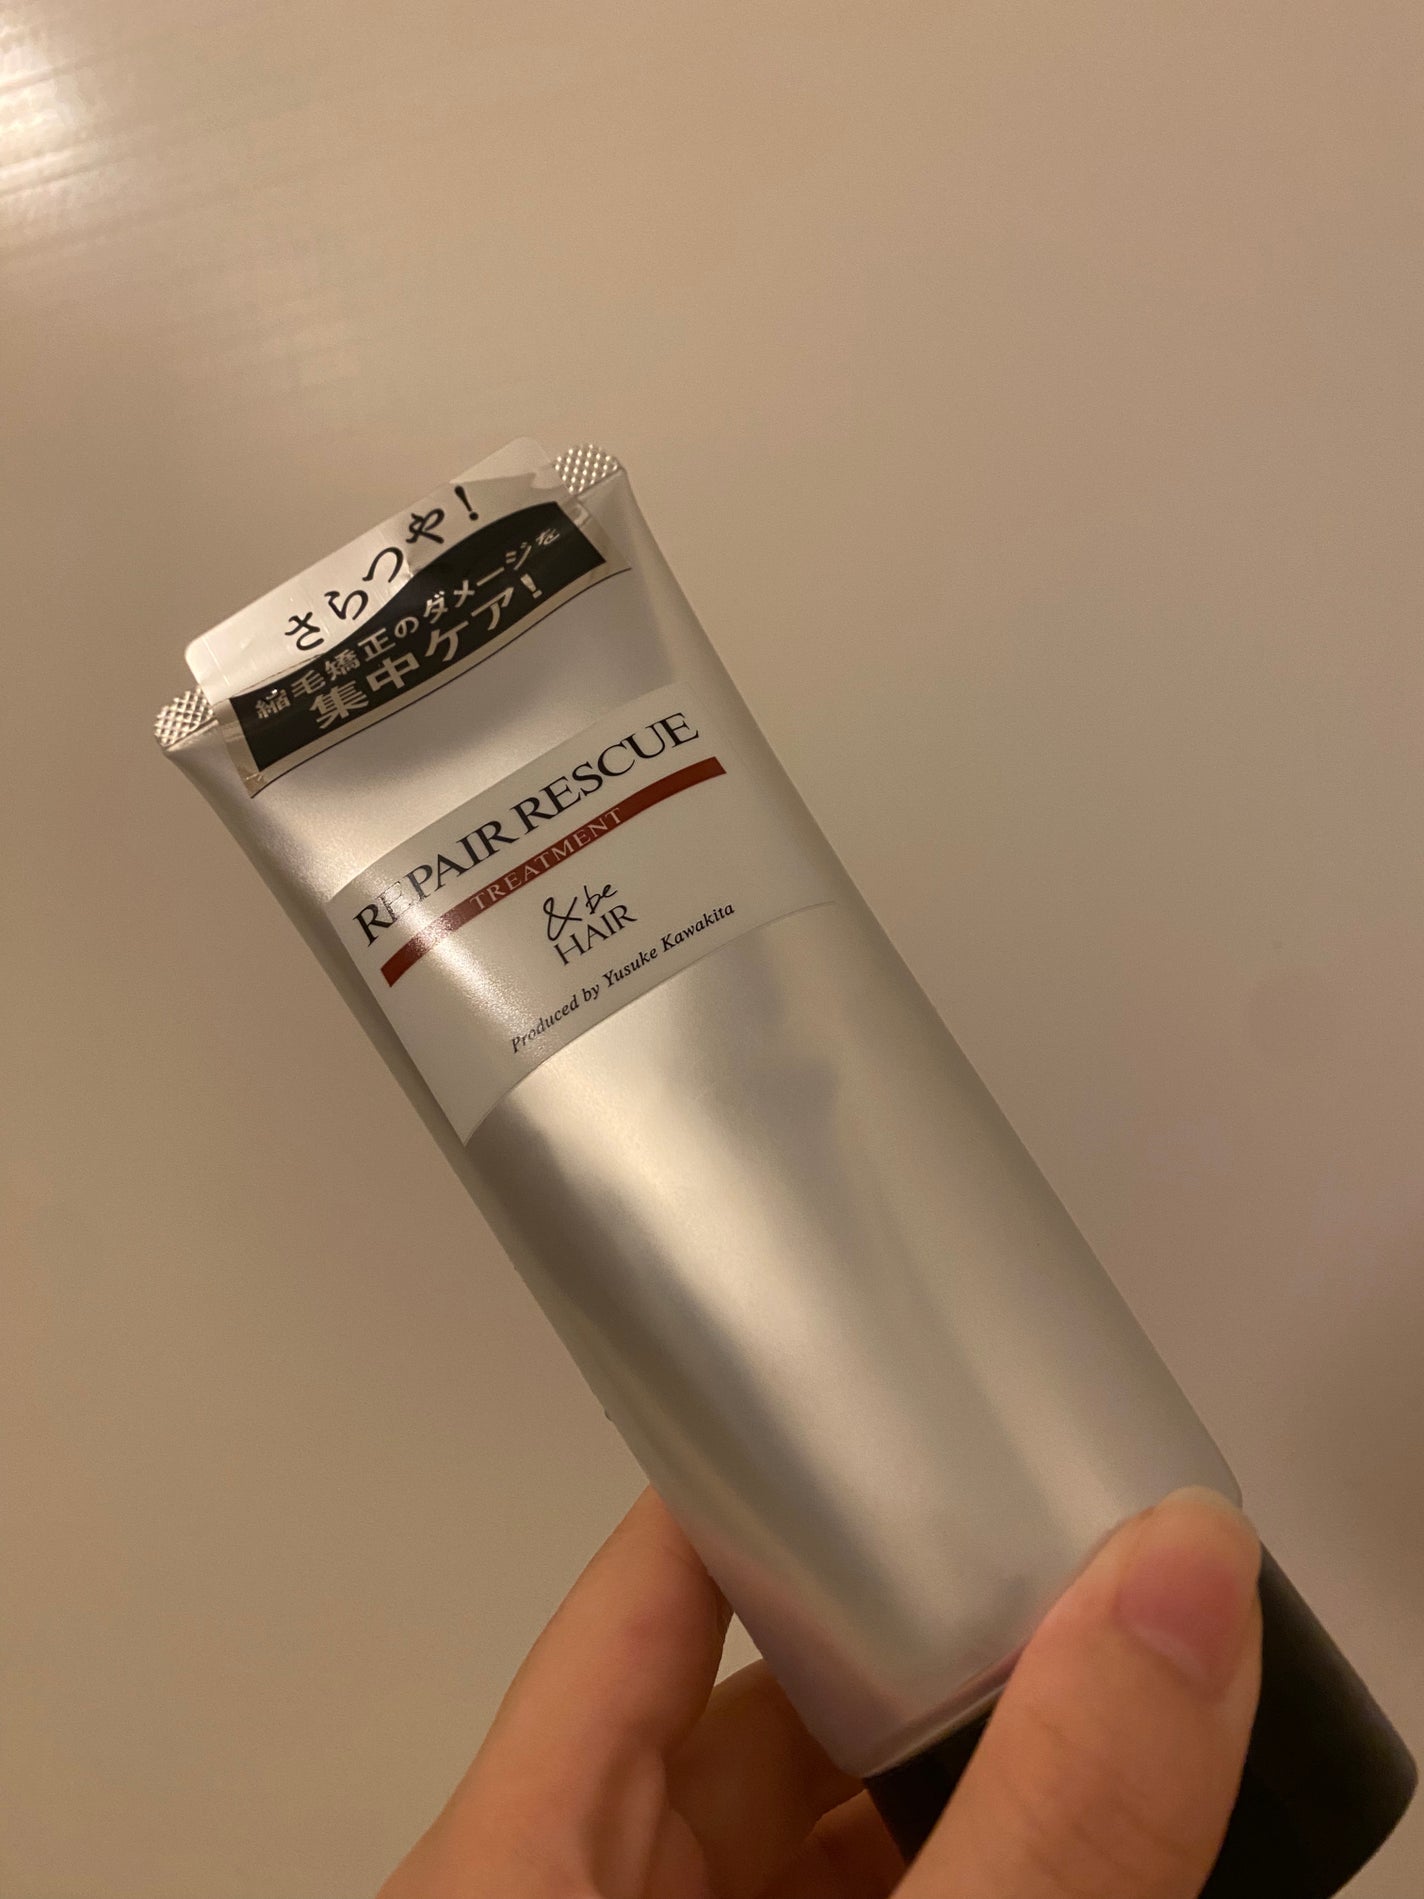 さらつや！
縮毛矯正のダメージを
集中ケア！
REPAIR RESCUE
TREATMENT
&be
HAIR
Produced by Yusuke Kawakita